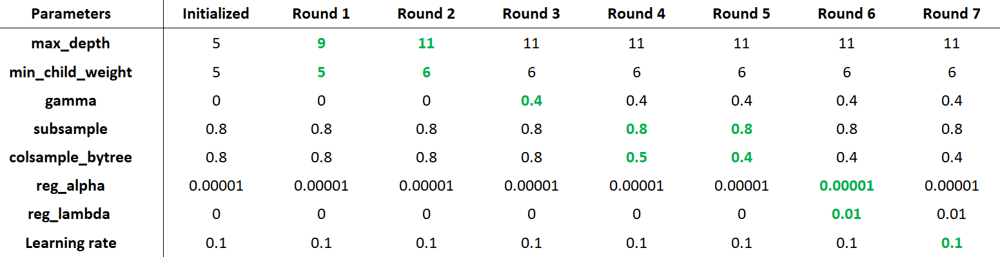 Parameters Initialized Round 1 Round 2 Round 3 Round 4 Round 5 Round 6 Round 7
max_depth 5 9 11 11 11 11 11 11
min_child_weight 5 5 6 6 6 6 6 6
gamma 0 0 0 0.4 0.4 0.4 0.4 0.4
subsample 0.8 0.8 0.8 0.8 0.8 0.8 0.8 0.8
colsample_bytree 0.8 0.8 0.8 0.8 0.5 0.4 0.4 0.4
reg_alpha 0.00001 0.00001 0.00001 0.00001 0.00001 0.00001 0.00001 0.00001
reg_lambda 0 0 0 0 0 0 0.01 0.01
Learning rate 0.1 0.1 0.1 0.1 0.1 0.1 0.1 0.1